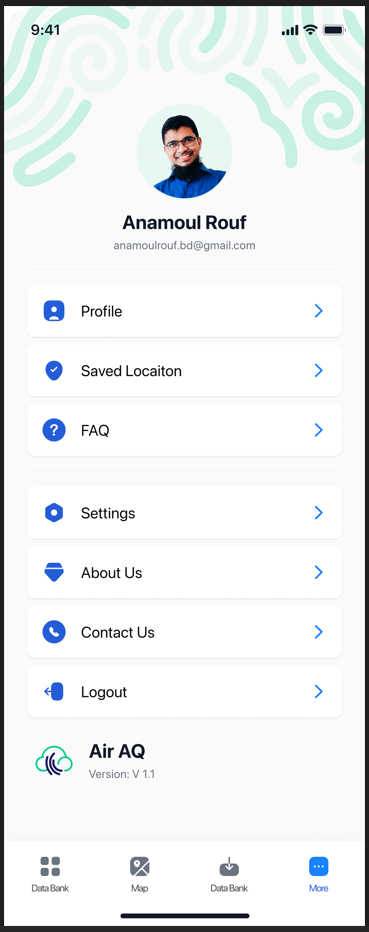 9:41
Anamoul Rouf
anamoulrouf.bd@gmail.com
Profile
Saved Locaiton
FAQ
Settings
About Us
Contact Us
Logout
Air AQ
Version: V 1.1
Data Bank Map Data Bank More